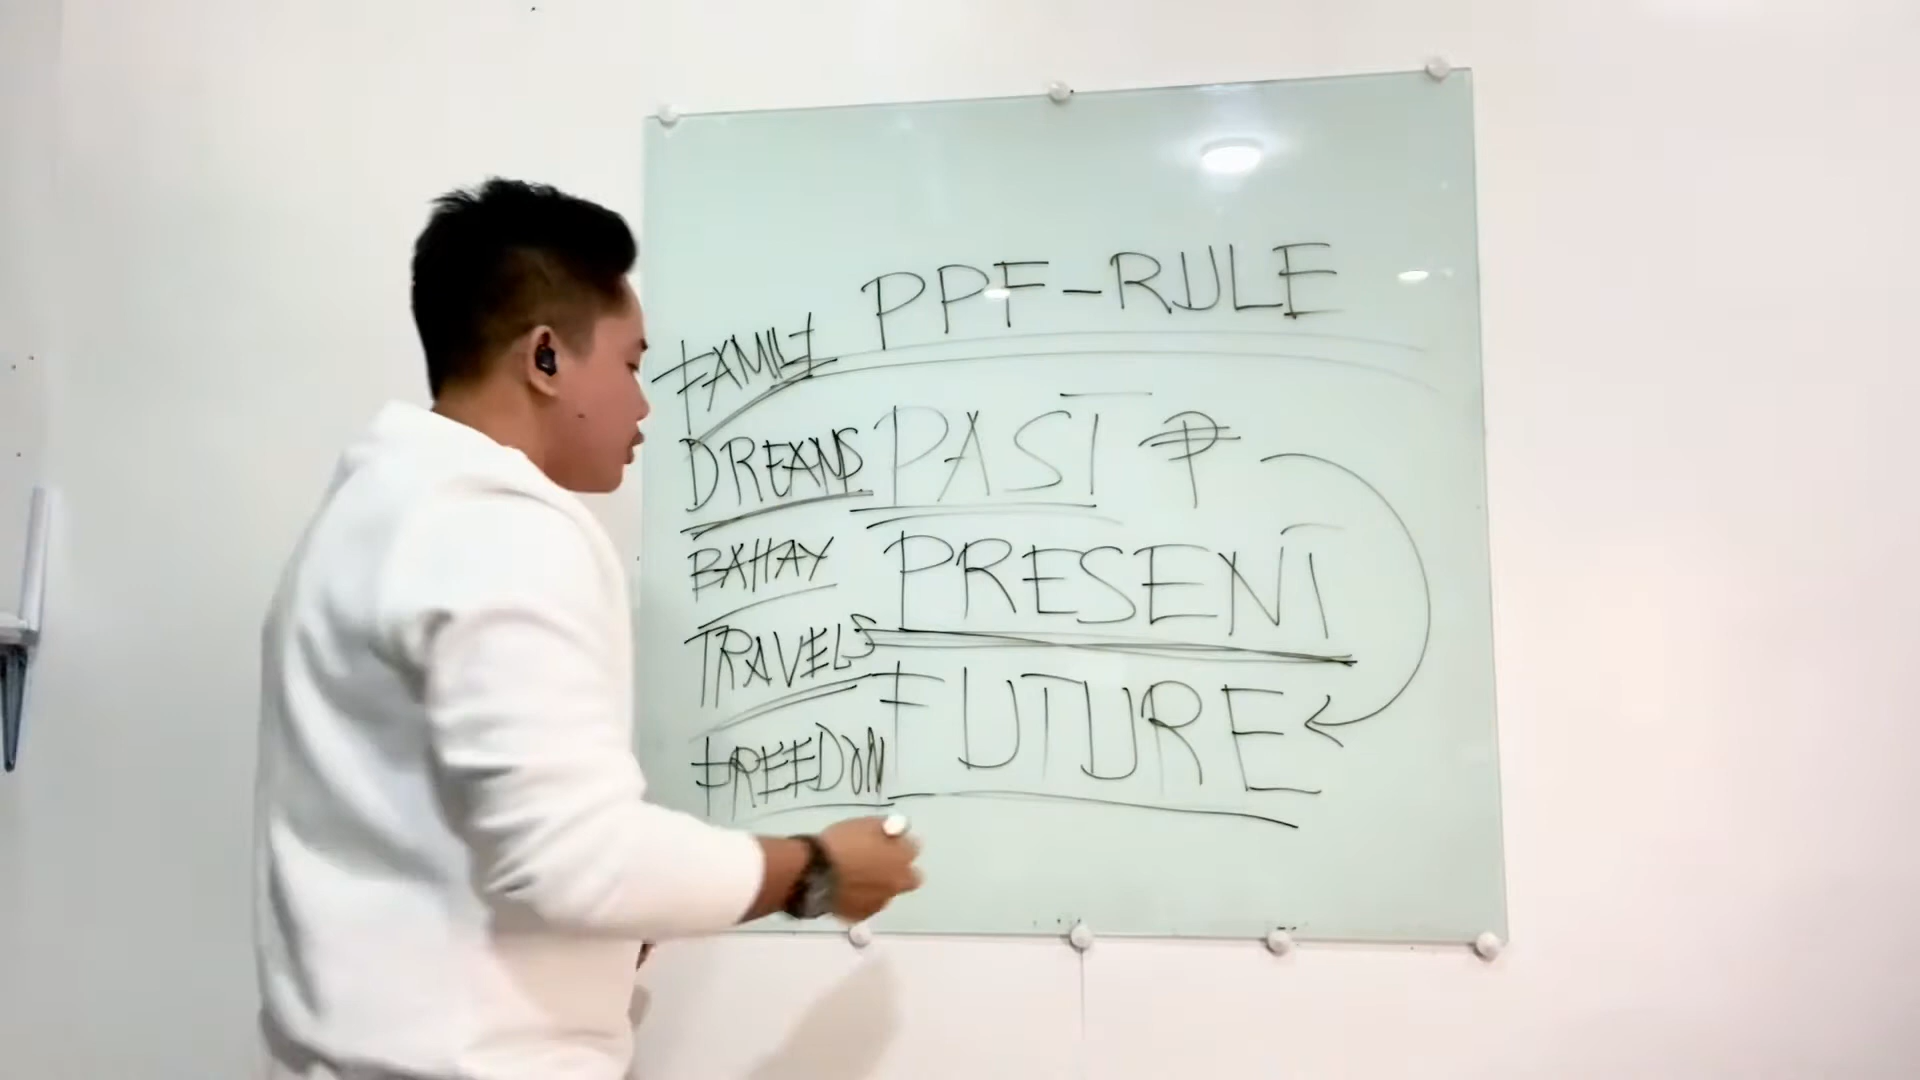 PPF-RULE
FAMILY
DREAMS
BAHAY
TRAVELS
FREEDOM
PAST ₱
PRESENT
FUTURE